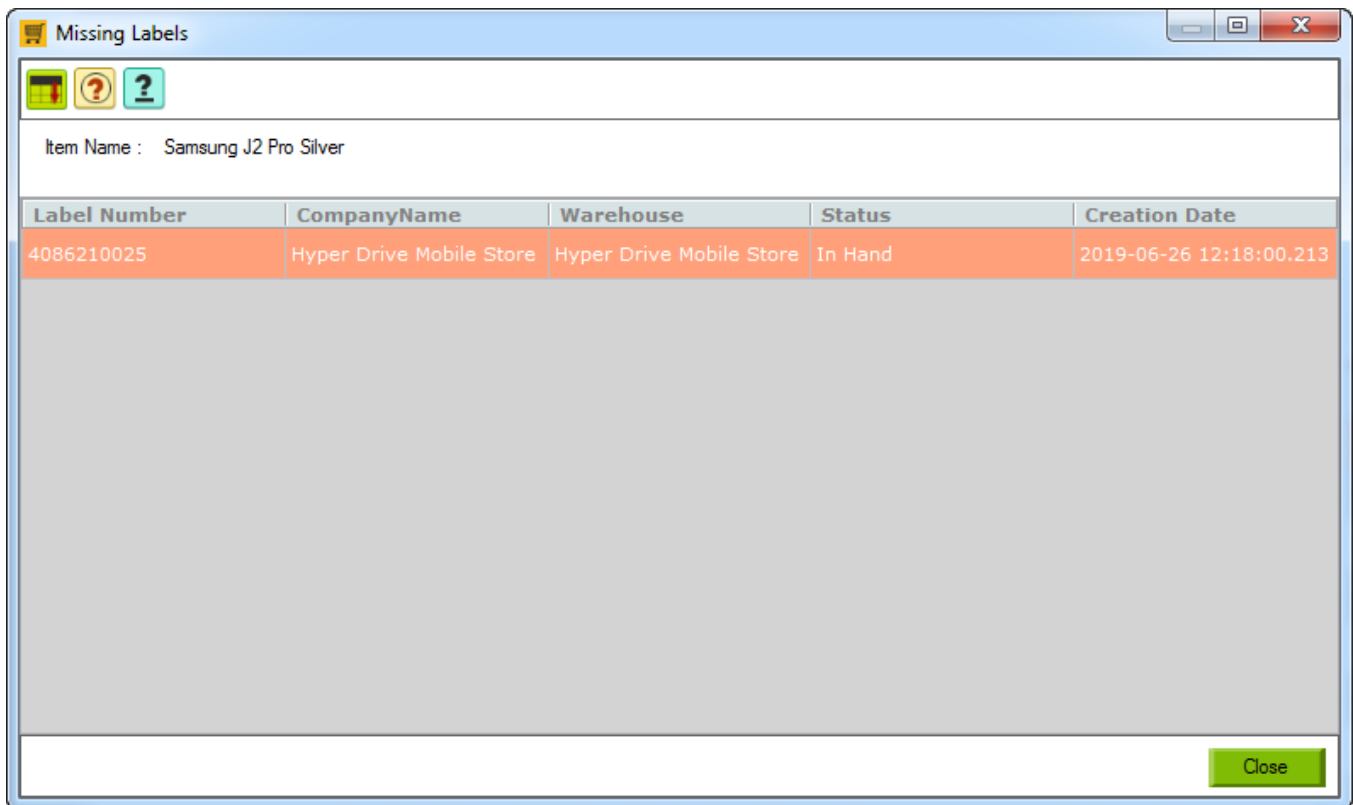 Missing Labels
? ?
Item Name : Samsung J2 Pro Silver
Label Number CompanyName Warehouse Status Creation Date
4086210025 Hyper Drive Mobile Store Hyper Drive Mobile Store In Hand 2019-06-26 12:18:00.213
Close